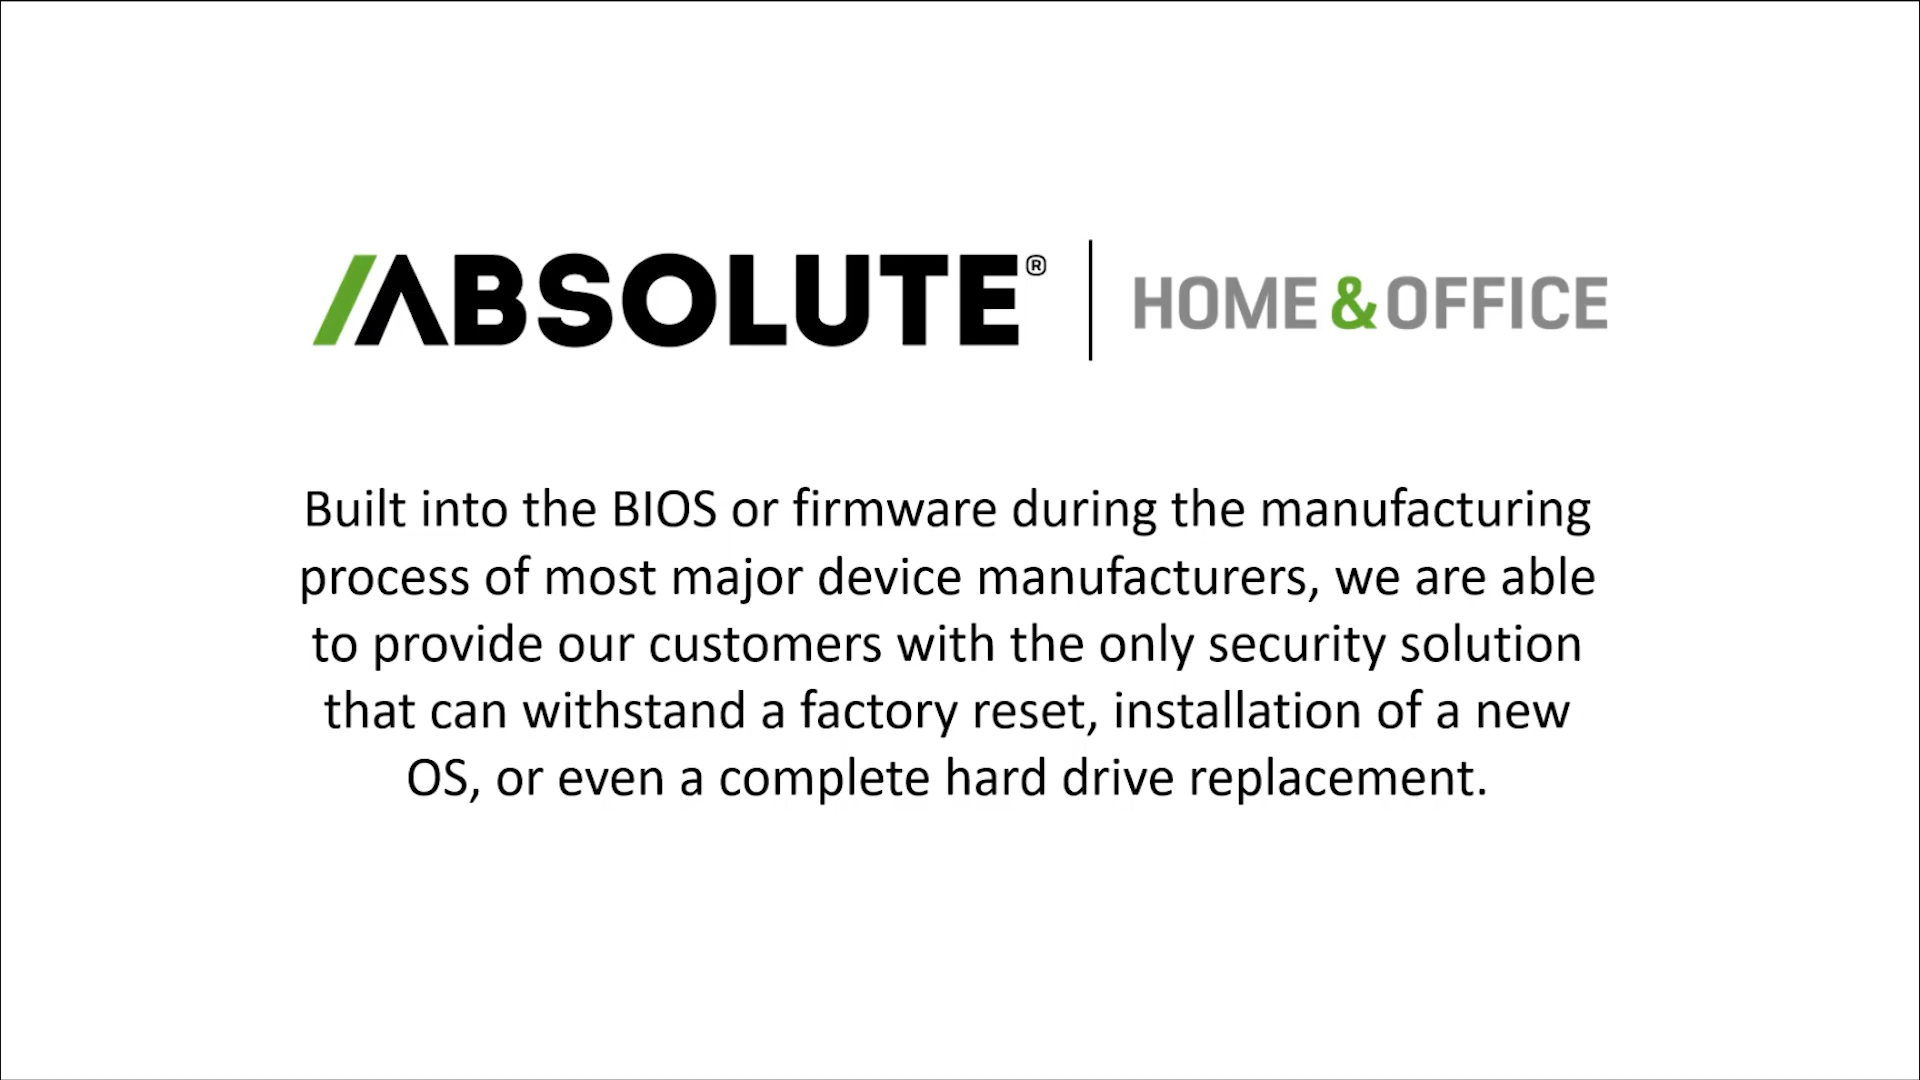 ABSOLUTE® | HOME & OFFICE
Built into the BIOS or firmware during the manufacturing
process of most major device manufacturers, we are able
to provide our customers with the only security solution
that can withstand a factory reset, installation of a new
OS, or even a complete hard drive replacement.